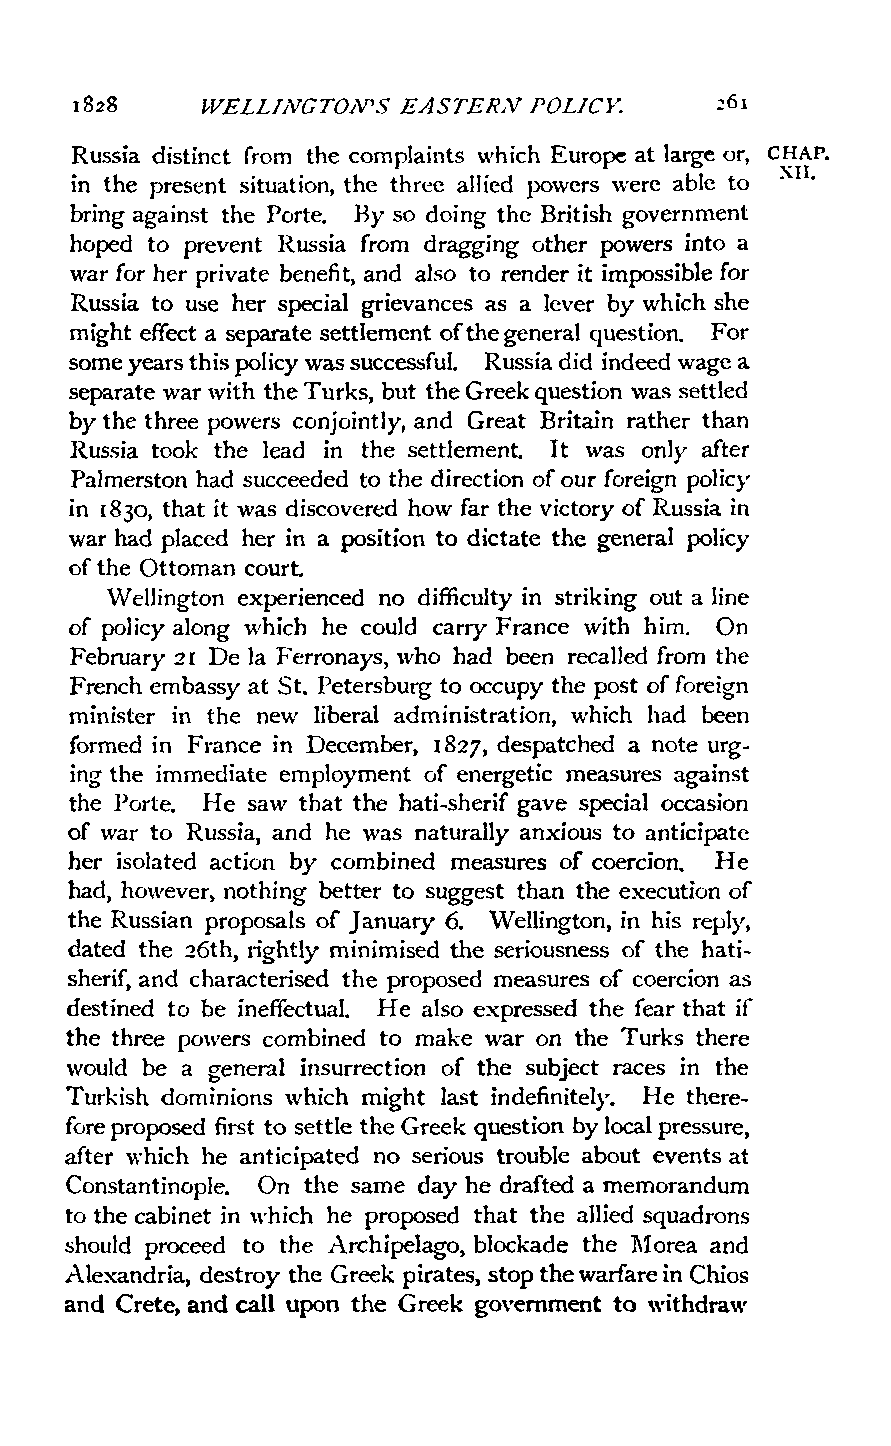 1828 WELLINGTON'S EASTERN POLICY. 261
Russia distinct from the complaints which Europe at large or, CHAP. XII.
in the present situation, the three allied powers were able to
bring against the Porte. By so doing the British government
hoped to prevent Russia from dragging other powers into a
war for her private benefit, and also to render it impossible for
Russia to use her special grievances as a lever by which she
might effect a separate settlement of the general question. For
some years this policy was successful. Russia did indeed wage a
separate war with the Turks, but the Greek question was settled
by the three powers conjointly, and Great Britain rather than
Russia took the lead in the settlement. It was only after
Palmerston had succeeded to the direction of our foreign policy
in 1830, that it was discovered how far the victory of Russia in
war had placed her in a position to dictate the general policy
of the Ottoman court.
Wellington experienced no difficulty in striking out a line
of policy along which he could carry France with him. On
February 21 De la Ferronays, who had been recalled from the
French embassy at St. Petersburg to occupy the post of foreign
minister in the new liberal administration, which had been
formed in France in December, 1827, despatched a note urg-
ing the immediate employment of energetic measures against
the Porte. He saw that the hati-sherif gave special occasion
of war to Russia, and he was naturally anxious to anticipate
her isolated action by combined measures of coercion. He
had, however, nothing better to suggest than the execution of
the Russian proposals of January 6. Wellington, in his reply,
dated the 26th, rightly minimised the seriousness of the hati-
sherif, and characterised the proposed measures of coercion as
destined to be ineffectual. He also expressed the fear that if
the three powers combined to make war on the Turks there
would be a general insurrection of the subject races in the
Turkish dominions which might last indefinitely. He there-
fore proposed first to settle the Greek question by local pressure,
after which he anticipated no serious trouble about events at
Constantinople. On the same day he drafted a memorandum
to the cabinet in which he proposed that the allied squadrons
should proceed to the Archipelago, blockade the Morea and
Alexandria, destroy the Greek pirates, stop the warfare in Chios
and Crete, and call upon the Greek government to withdraw